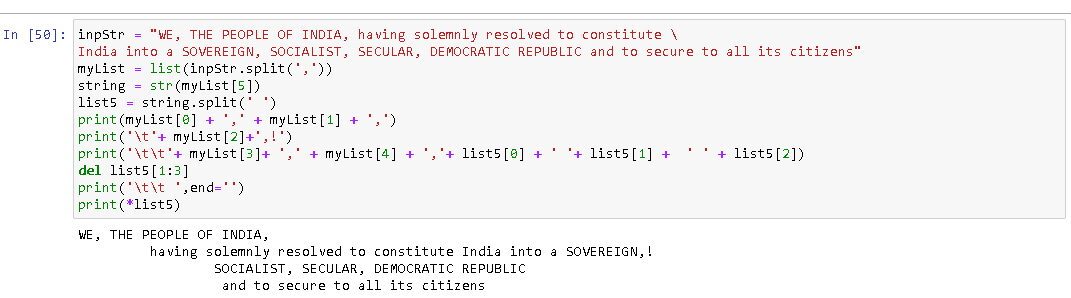 In [50]: inpStr = "WE, THE PEOPLE OF INDIA, having solemnly resolved to constitute \
India into a SOVEREIGN, SOCIALIST, SECULAR, DEMOCRATIC REPUBLIC and to secure to all its citizens"
myList = list(inpStr.split(','))
string = str(myList[5])
list5 = string.split(' ')
print(myList[0] + ',' + myList[1] + ',')
print('\t'+ myList[2]+',!')
print('\t\t'+ myList[3]+ ',' + myList[4] + ','+ list5[0] + ' '+ list5[1] +  ' ' + list5[2])
del list5[1:3]
print('\t\t ',end='')
print(*list5)
WE, THE PEOPLE OF INDIA,
having solemnly resolved to constitute India into a SOVEREIGN,!
SOCIALIST, SECULAR, DEMOCRATIC REPUBLIC
and to secure to all its citizens